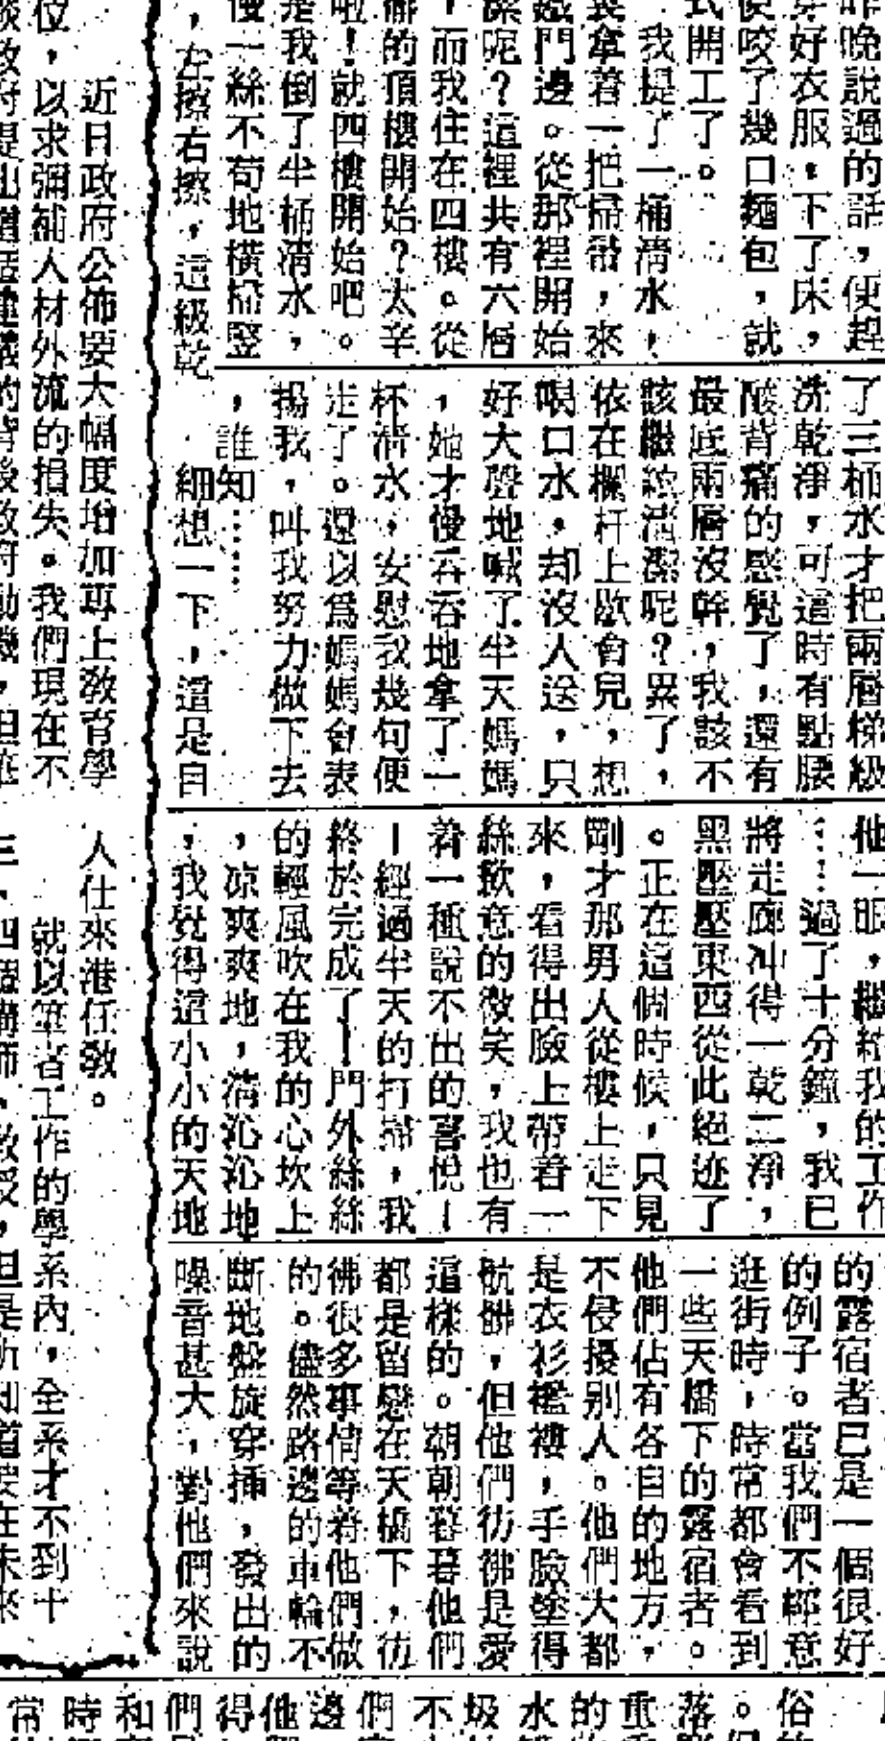 昨晚說過的話，便趕
穿好衣服，下了床，
便咬了幾口麵包，就
式開工了。
我提了一桶清水，
拿着一把掃帚，來
鐵門邊。從那裡開始
潔呢？這裡共有六層
，而我住在四樓。從
的頂樓開始？太辛
啦！就四樓開始吧。
是我倒了半桶清水，
慢一絲不苟地橫掃豎
，左擦右擦，這級乾
了三桶水才把兩層梯級
洗乾淨，可這時有點腰
酸背痛的感覺了，還有
最底兩層沒幹，我該不
該繼續清潔呢？累了，
依在欄杆上歇會兒，想
喝口水，却沒人送，只
好大聲地喊了半天媽媽
，她才慢吞吞地拿了一
杯清水，安慰我幾句便
走了。還以為媽媽會表
揚我，叫我努力做下去
，誰知……
細想一下，這是自
他一眼，繼續我的工作
……過了十分鐘，我已
將走廊冲得一乾二淨，
黑壓壓東西從此絕迹了
。正在這個時候，只見
剛才那男人從樓上走下
來，看得出臉上帶着一
絲歉意的微笑，我也有
着一種說不出的喜悅－
－經過半天的打掃，我
終於完成了－門外絲絲
的輕風吹在我的心坎上
，凉爽爽地，清沁沁地
，我覺得這小小的天地
的露宿者已是一個很好
的例子。當我們不經意
逛街時，時常都會看到
一些天橋下的露宿者。
他們佔有各自的地方，
不侵擾別人。他們大都
是衣衫襤褸，手臉塗得
骯髒，但他們彷彿是愛
這樣的。朝朝暮暮他們
都是留戀在天橋下，彷
彿很多事情等着他們做
的。儘然路邊的車輪不
斷地盤旋穿插，發出的
噪音甚大，對他們來說
近日政府公佈要大幅度增加專上教育學
位，以求彌補人材外流的損失。我們現在不
人仕來港任教。
就以筆者工作的學系內，全系才不到十
俗
。
落
重
的
水
圾
不
們
邊
他
得
們
和
時
常